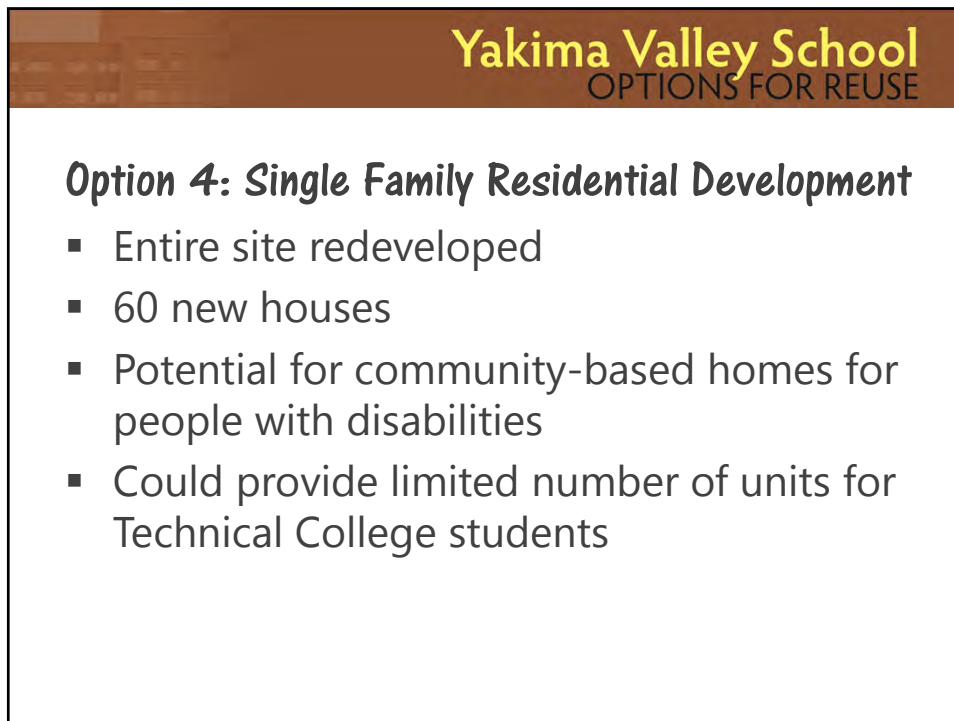 Yakima Valley School
OPTIONS FOR REUSE
Option 4: Single Family Residential Development
▪ Entire site redeveloped
▪ 60 new houses
▪ Potential for community-based homes for
people with disabilities
▪ Could provide limited number of units for
Technical College students